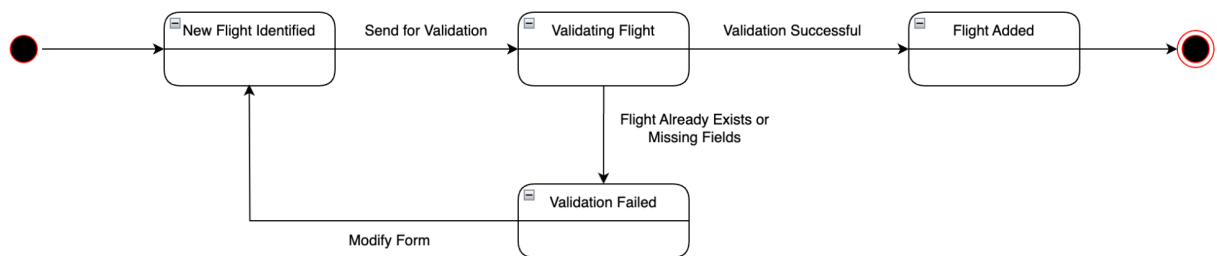 New Flight Identified
Send for Validation
Validating Flight
Validation Successful
Flight Added
Flight Already Exists or
Missing Fields
Validation Failed
Modify Form